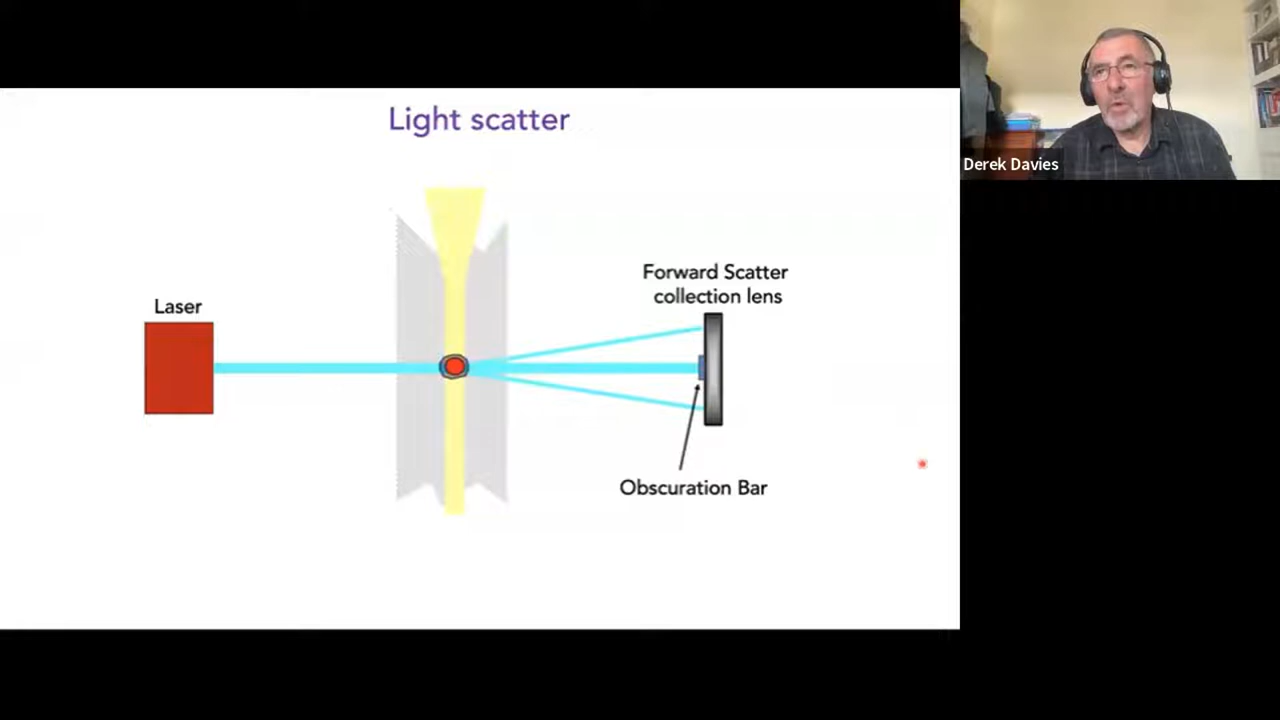 Light scatter
Derek Davies
Forward Scatter
collection lens
Laser
Obscuration Bar